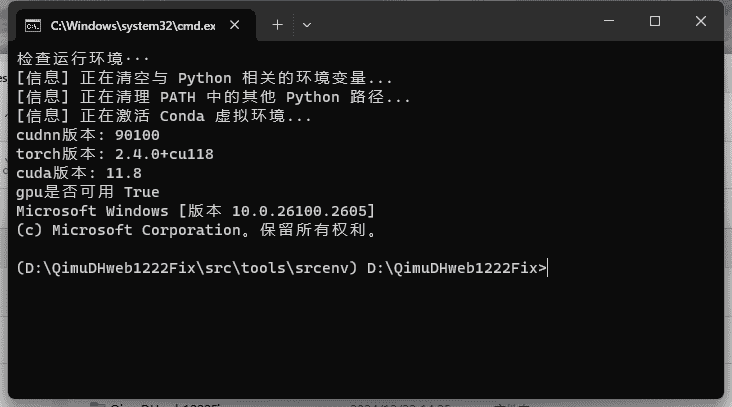 C:\Windows\system32\cmd.ex
检查运行环境...
[信息] 正在清空与 Python 相关的环境变量...
[信息] 正在清理 PATH 中的其他 Python 路径...
[信息] 正在激活 Conda 虚拟环境...
cudnn版本: 90100
torch版本: 2.4.0+cu118
cuda版本: 11.8
gpu是否可用 True
Microsoft Windows [版本 10.0.26100.2605]
(c) Microsoft Corporation。保留所有权利。
(D:\QimuDHweb1222Fix\src\tools\srcenv) D:\QimuDHweb1222Fix>